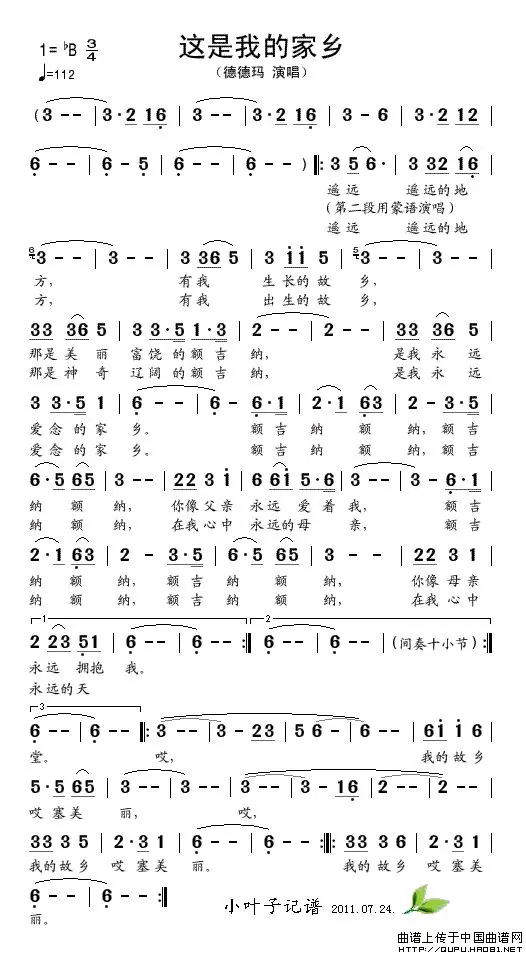 这是我的家乡
1=♭B 3/4
♩=112
（德德玛 演唱）
(3 - - | 3·2 16 | 3 - - | 3·2 16 | 3 - 6 | 3·2 12 |
6 - - | 6 - 5 | 6 - - | 6 - - ) ‖: 3 5 6· | 3 32 16 |
遥远 遥远的地
(第二段用蒙语演唱)
遥远 遥远的地
3 - - | 3 - - | 3 36 5 | 3 11 5 | 3 - - | 3 - - |
方， 有我 生长的故 乡，
方， 有我 出生的故 乡，
33 36 5 | 3 3·5 1·3 | 2 - - | 2 - - | 33 36 5 |
那是美丽 富饶的额吉 纳， 是我永远
那是神奇 辽阔的额吉 纳， 是我永远
3 3·5 1 | 6 - - | 6 - 6·1 | 2·1 63 | 2 - 3·5 |
爱念的家 乡。 额吉 纳 额 纳，额吉
爱念的家 乡。 额吉 纳 额 纳，额吉
6·5 65 | 3 - - | 22 3 1 | 6 61 5·6 | 3 - - | 3 - 6·1 |
纳 额 纳， 你像父亲 永远 爱着 我， 额吉
纳 额 纳， 在我心中 永远的母 亲， 额吉
2·1 63 | 2 - 3·5 | 6·5 65 | 3 - - | 22 3 1 |
纳 额 纳， 额吉 纳 额 纳， 你像母亲
纳 额 纳， 额吉 纳 额 纳， 在我心中
1 2
2 23 51 | 6 - - | 6 - - :‖ 6 - - | 6 - - | (间奏十小节) :‖
永远 拥抱 我。
永远的天
3
6 - - | 6 - - ‖: 3 - - | 3 - 23 | 56 - | 6 - - | 61 1 6 |
堂。 哎， 我的故乡
5·5 65 | 3 - - | 3 - - | 3 - 16 | 2 - - | 2 - - |
哎 塞美 丽， 哎，
33 3 5 | 2·3 1 | 6 - - | 6 - - :‖: 33 3 6 | 2·3 1 |
我的故乡 哎 塞美 丽。 我的故乡 哎 塞美
6 - - | 6 - - :‖
丽。
小叶子记谱 2011.07.24.
曲谱上传于中国曲谱网
http://QUPU.HAO81.NET